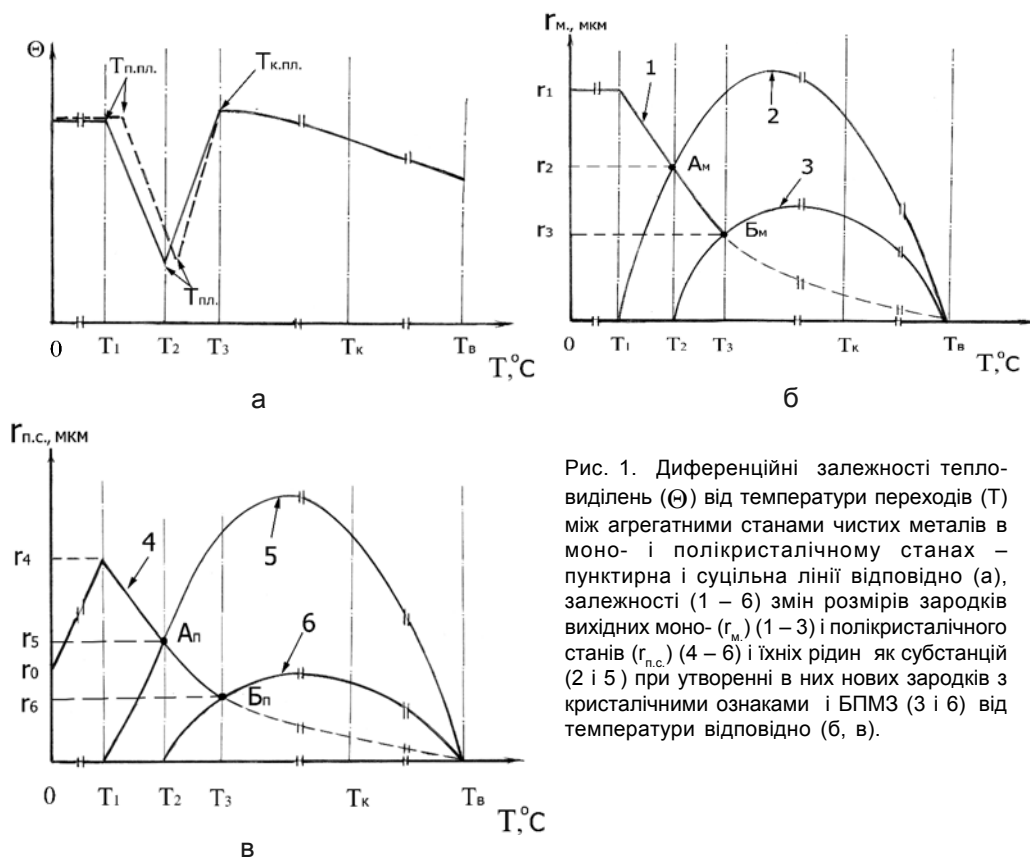 Θ
Tп.пл.
Tк.пл.
Tпл.
0 T1 T2 T3 Tк Tв
T,°C
а
rм., мкм
r1
1
2
r2
Aм
3
r3
Бм
0 T1 T2 T3 Tк Tв
T,°C
б
rп.с., мкм
r4
4
5
r5
Aп
r0
6
r6
Бп
0 T1 T2 T3 Tк Tв
T,°C
в
Рис. 1. Диференційні залежності тепло-
виділень (Θ) від температури переходів (Т)
між агрегатними станами чистих металів в
моно- і полікристалічному станах –
пунктирна і суцільна лінії відповідно (а),
залежності (1 – 6) змін розмірів зародків
вихідних моно- (rм.) (1 – 3) і полікристалічного
станів (rп.с.) (4 – 6) і їхніх рідин як субстанцій
(2 і 5 ) при утворенні в них нових зародків з
кристалічними ознаками і БПМЗ (3 і 6) від
температури відповідно (б, в).